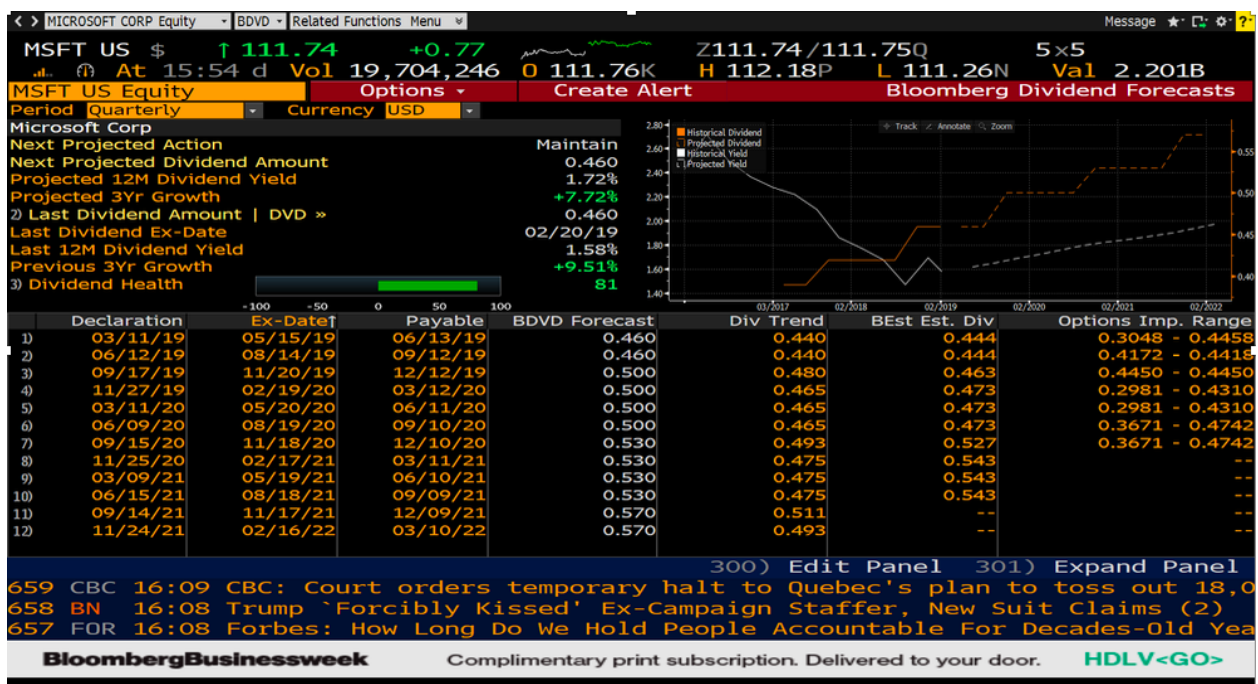 < > MICROSOFT CORP Equity BDVD Related Functions Menu Message
MSFT US $ ↑ 111.74 +0.77 Z111.74/111.75Q 5×5
At 15:54 d Vol 19,704,246 O 111.76K H 112.18P L 111.26N Val 2.201B
MSFT US Equity Options Create Alert Bloomberg Dividend Forecasts
Period Quarterly Currency USD
Microsoft Corp
Next Projected Action Maintain
Next Projected Dividend Amount 0.460
Projected 12M Dividend Yield 1.72%
Projected 3Yr Growth +7.72%
2) Last Dividend Amount | DVD » 0.460
Last Dividend Ex-Date 02/20/19
Last 12M Dividend Yield 1.58%
Previous 3Yr Growth +9.51%
3) Dividend Health 81
-100 -50 0 50 100
Track Annotate Zoom
Historical Dividend
Projected Dividend
Historical Yield
Projected Yield
2.80
2.60
2.40
2.20
2.00
1.80
1.60
1.40
0.55
0.50
0.45
0.40
03/2017 02/2018 02/2019 02/2020 02/2021 02/2022
Declaration Ex-Date↑ Payable BDVD Forecast Div Trend BEst Est. Div Options Imp. Range
1) 03/11/19 05/15/19 06/13/19 0.460 0.440 0.444 0.3048 - 0.4458
2) 06/12/19 08/14/19 09/12/19 0.460 0.440 0.444 0.4172 - 0.4418
3) 09/17/19 11/20/19 12/12/19 0.500 0.480 0.463 0.4450 - 0.4450
4) 11/27/19 02/19/20 03/12/20 0.500 0.465 0.473 0.2981 - 0.4310
5) 03/11/20 05/20/20 06/11/20 0.500 0.465 0.473 0.2981 - 0.4310
6) 06/09/20 08/19/20 09/10/20 0.500 0.465 0.473 0.3671 - 0.4742
7) 09/15/20 11/18/20 12/10/20 0.530 0.493 0.527 0.3671 - 0.4742
8) 11/25/20 02/17/21 03/11/21 0.530 0.475 0.543 --
9) 03/09/21 05/19/21 06/10/21 0.530 0.475 0.543 --
10) 06/15/21 08/18/21 09/09/21 0.530 0.475 0.543 --
11) 09/14/21 11/17/21 12/09/21 0.570 0.511 -- --
12) 11/24/21 02/16/22 03/10/22 0.570 0.493 -- --
300) Edit Panel 301) Expand Panel
659 CBC 16:09 CBC: Court orders temporary halt to Quebec's plan to toss out 18,0
658 BN 16:08 Trump `Forcibly Kissed' Ex-Campaign Staffer, New Suit Claims (2)
657 FOR 16:08 Forbes: How Long Do We Hold People Accountable For Decades-Old Yea
BloombergBusinessweek Complimentary print subscription. Delivered to your door. HDLV<GO>